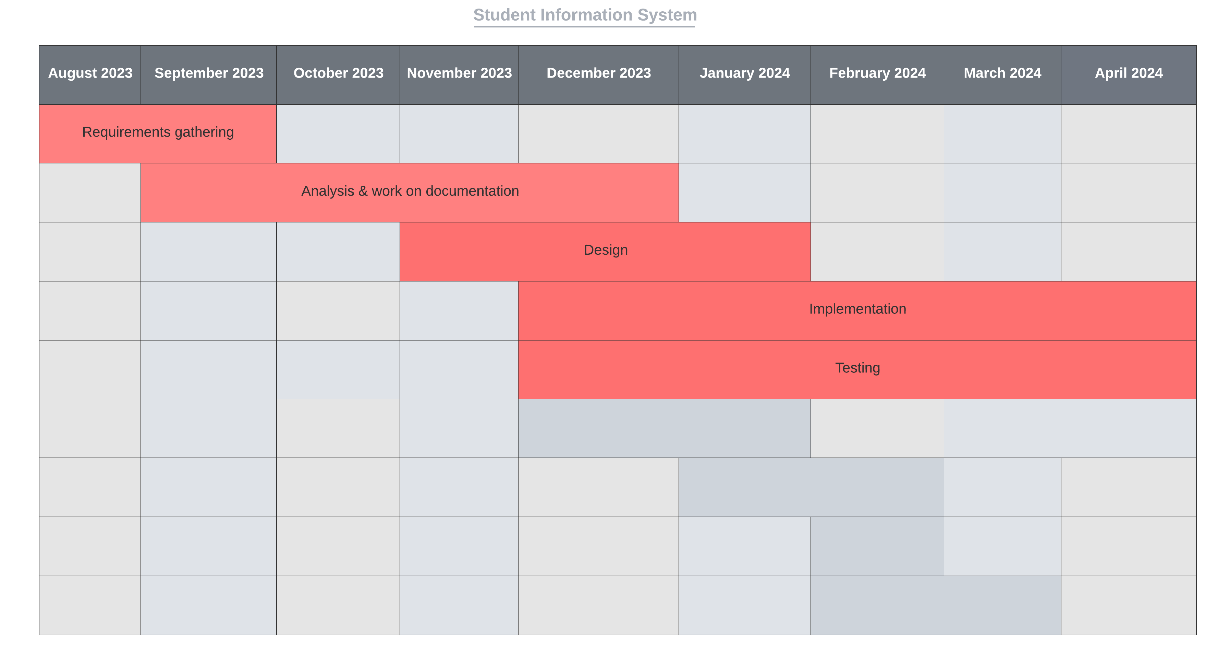 Student Information System
August 2023 September 2023 October 2023 November 2023 December 2023 January 2024 February 2024 March 2024 April 2024
Requirements gathering
Analysis & work on documentation
Design
Implementation
Testing